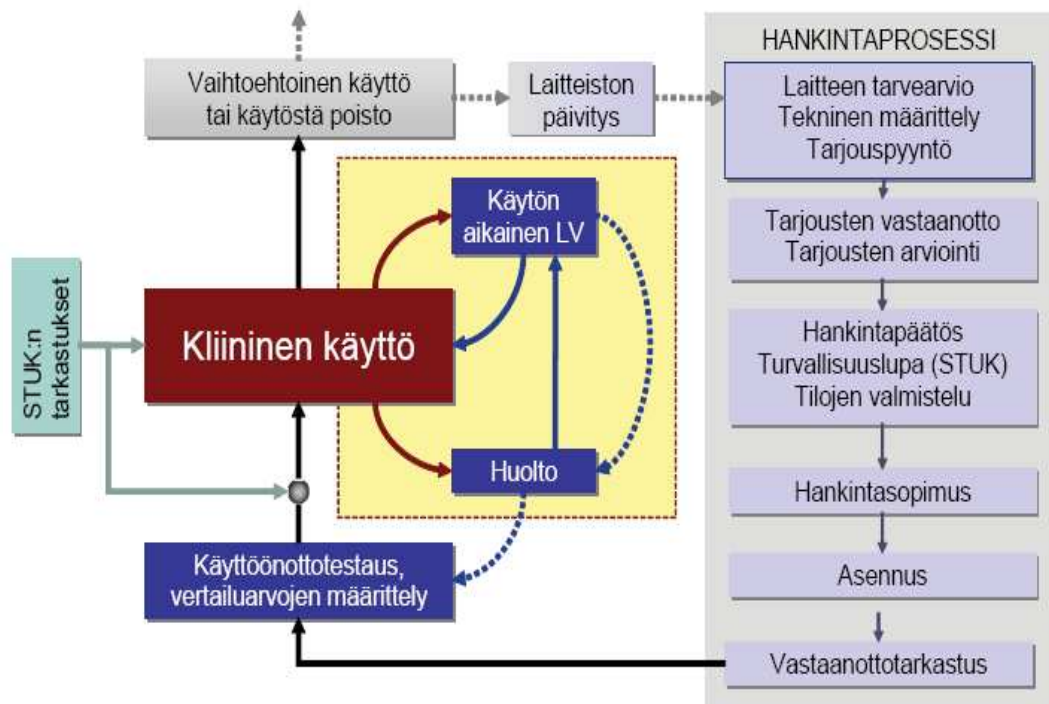 HANKINTAPROSESSI
Vaihtoehtoinen käyttö
tai käytöstä poisto
Laitteiston
päivitys
Laitteen tarvearvio
Tekninen määrittely
Tarjouspyyntö
Käytön
aikainen LV
Tarjousten vastaanotto
Tarjousten arviointi
STUK:n
tarkastukset
Kliininen käyttö
Hankintapäätös
Turvallisuuslupa (STUK)
Tilojen valmistelu
Huolto
Hankintasopimus
Käyttöönottotestaus,
vertailuarvojen määrittely
Asennus
Vastaanottotarkastus